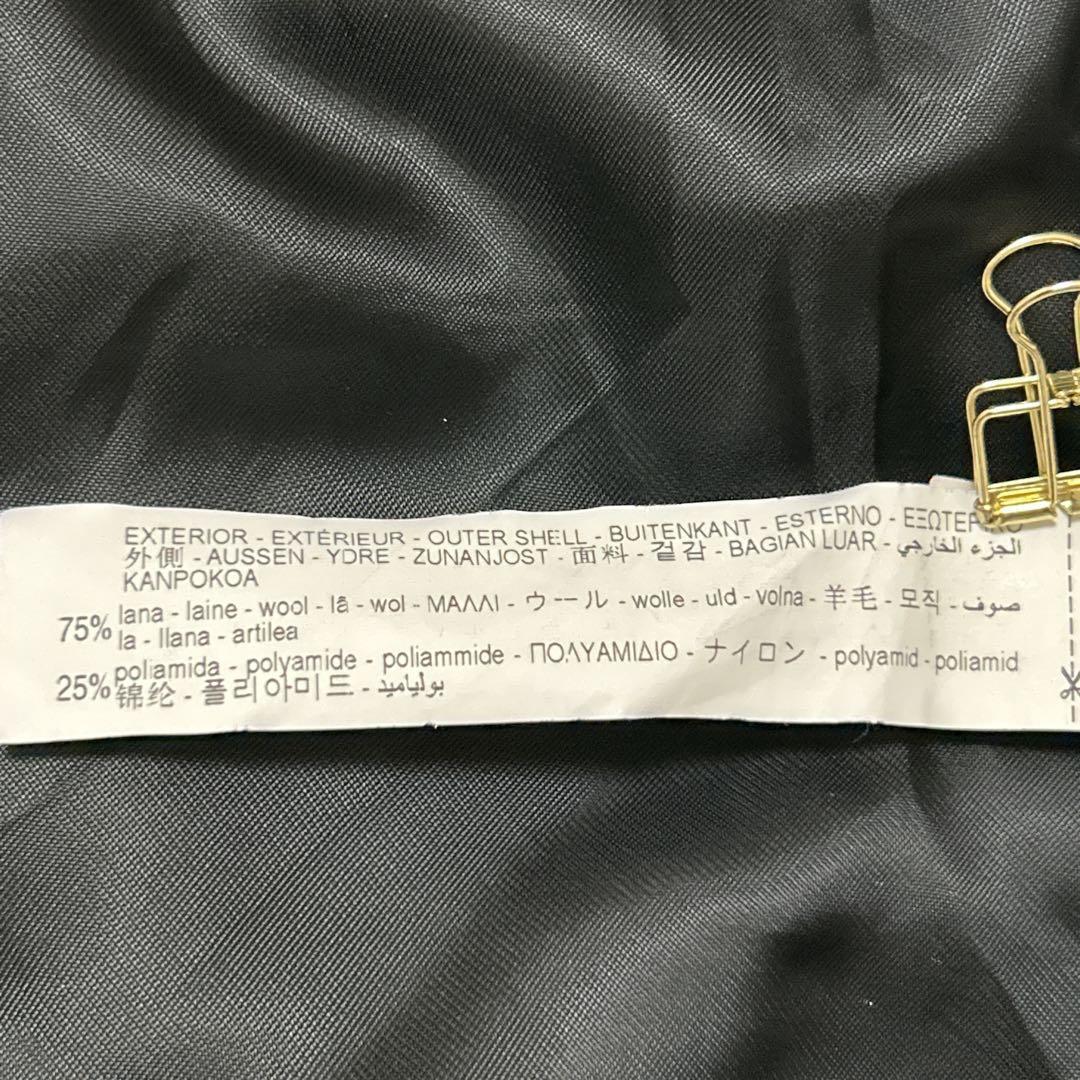 EXTERIOR - EXTÉRIEUR - OUTER SHELL - BUITENKANT - ESTERNO -
外側 - AUSSEN - YDRE - ZUNANJOST - 面料 - 겉감 - BAGIAN LUAR - الجزء الخارجي
KANPOKOA
75% lana - laine - wool - lã - wol - ΜΑΛΛΙ - ウール - wolle - uld - volna - 羊毛 - 모직 - صوف
la - llana - artilea
25% poliamida - polyamide - poliammide - ΠΟΛΥΑΜΙΔΙΟ - ナイロン - polyamid - poliamid
锦纶 - 폴리아미드 - بولياميد